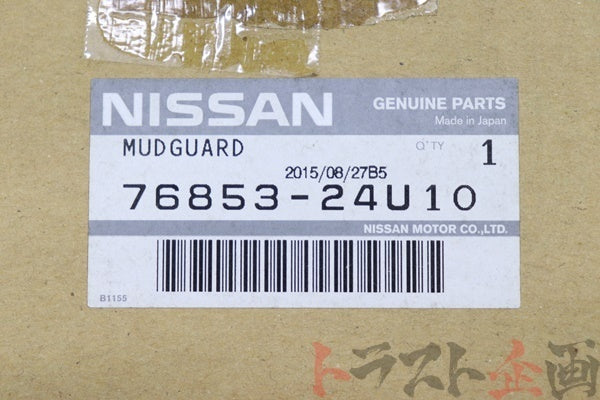 NISSAN GENUINE PARTS
Made in Japan
MUDGUARD Q'TY 1
2015/08/27B5
76853-24U10
NISSAN MOTOR CO.,LTD.
B1155
トラスト企画